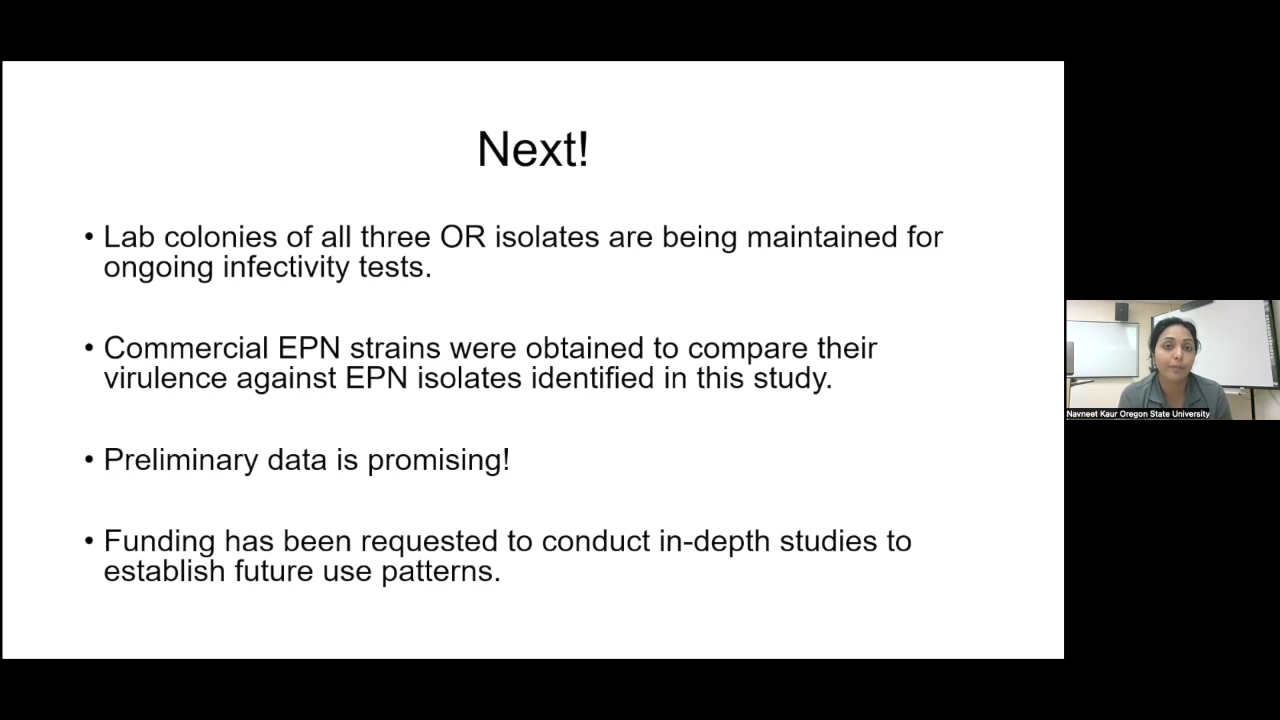 Next!
• Lab colonies of all three OR isolates are being maintained for
ongoing infectivity tests.
• Commercial EPN strains were obtained to compare their
virulence against EPN isolates identified in this study.
• Preliminary data is promising!
• Funding has been requested to conduct in-depth studies to
establish future use patterns.
Navneet Kaur Oregon State University